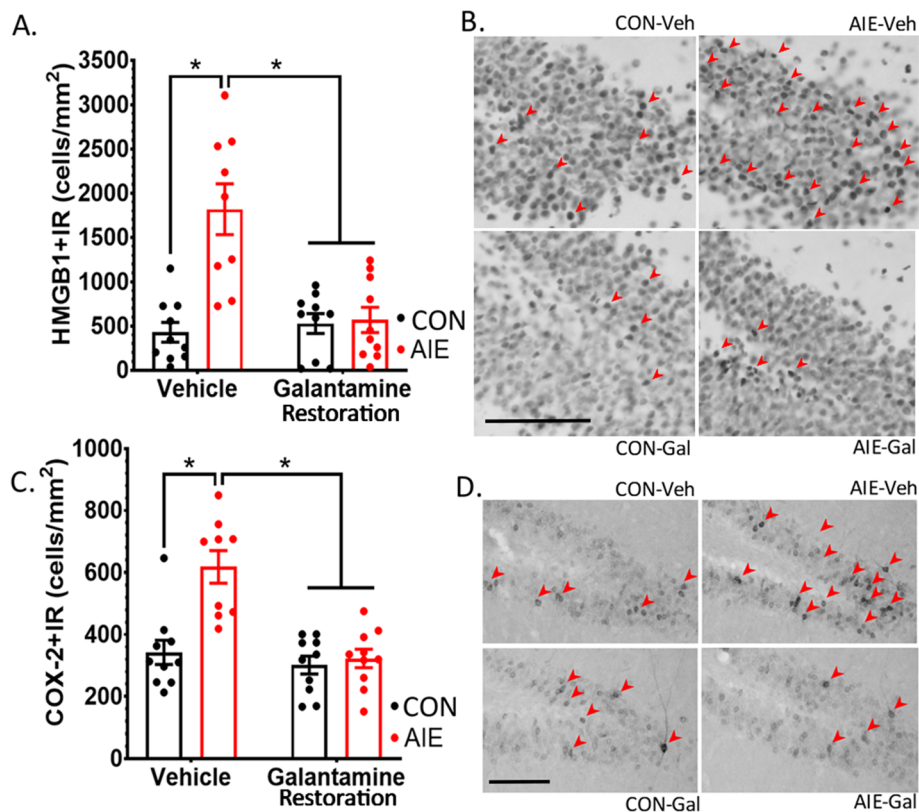 A.
3500
3000
2500
2000
1500
1000
500
0
HMGB1+IR (cells/mm²)
* *
CON
AIE
Vehicle Galantamine
Restoration
B.
CON-Veh AIE-Veh
CON-Gal AIE-Gal
C.
1000
800
600
400
200
0
COX-2+IR (cells/mm²)
* *
CON
AIE
Vehicle Galantamine
Restoration
D.
CON-Veh AIE-Veh
CON-Gal AIE-Gal